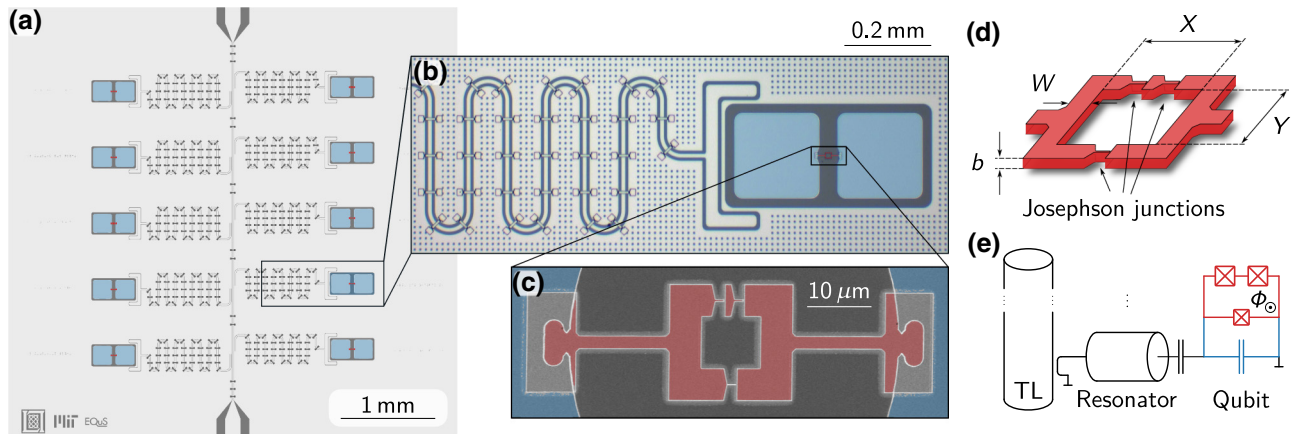 (a)
1 mm
MIT
EQuS
(b)
0.2 mm
(c)
10 μm
(d)
X
W
Y
b
Josephson junctions
(e)
Φ
TL
Resonator
Qubit